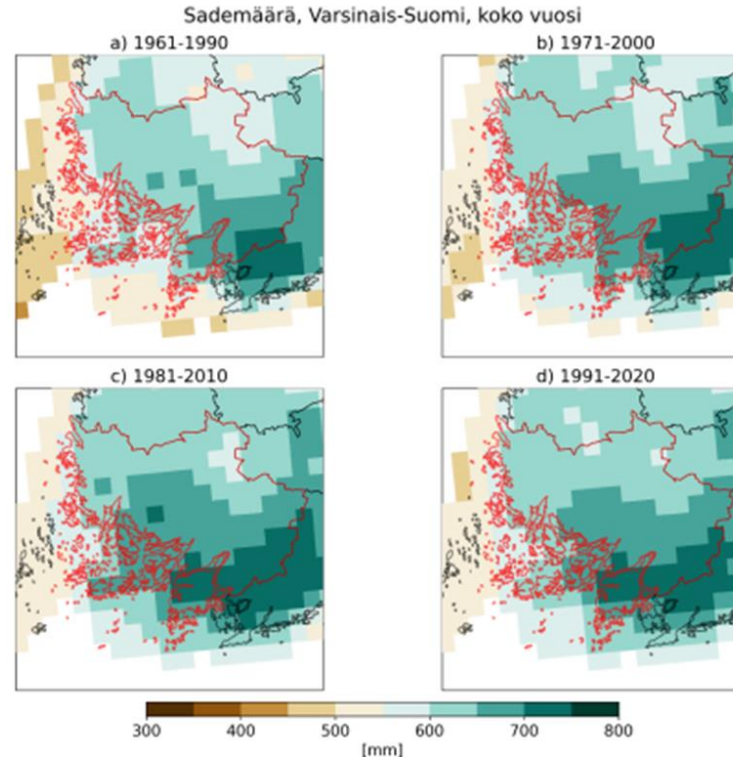 Sademäärä, Varsinais-Suomi, koko vuosi
a) 1961-1990
b) 1971-2000
c) 1981-2010
d) 1991-2020
300 400 500 600 700 800
[mm]